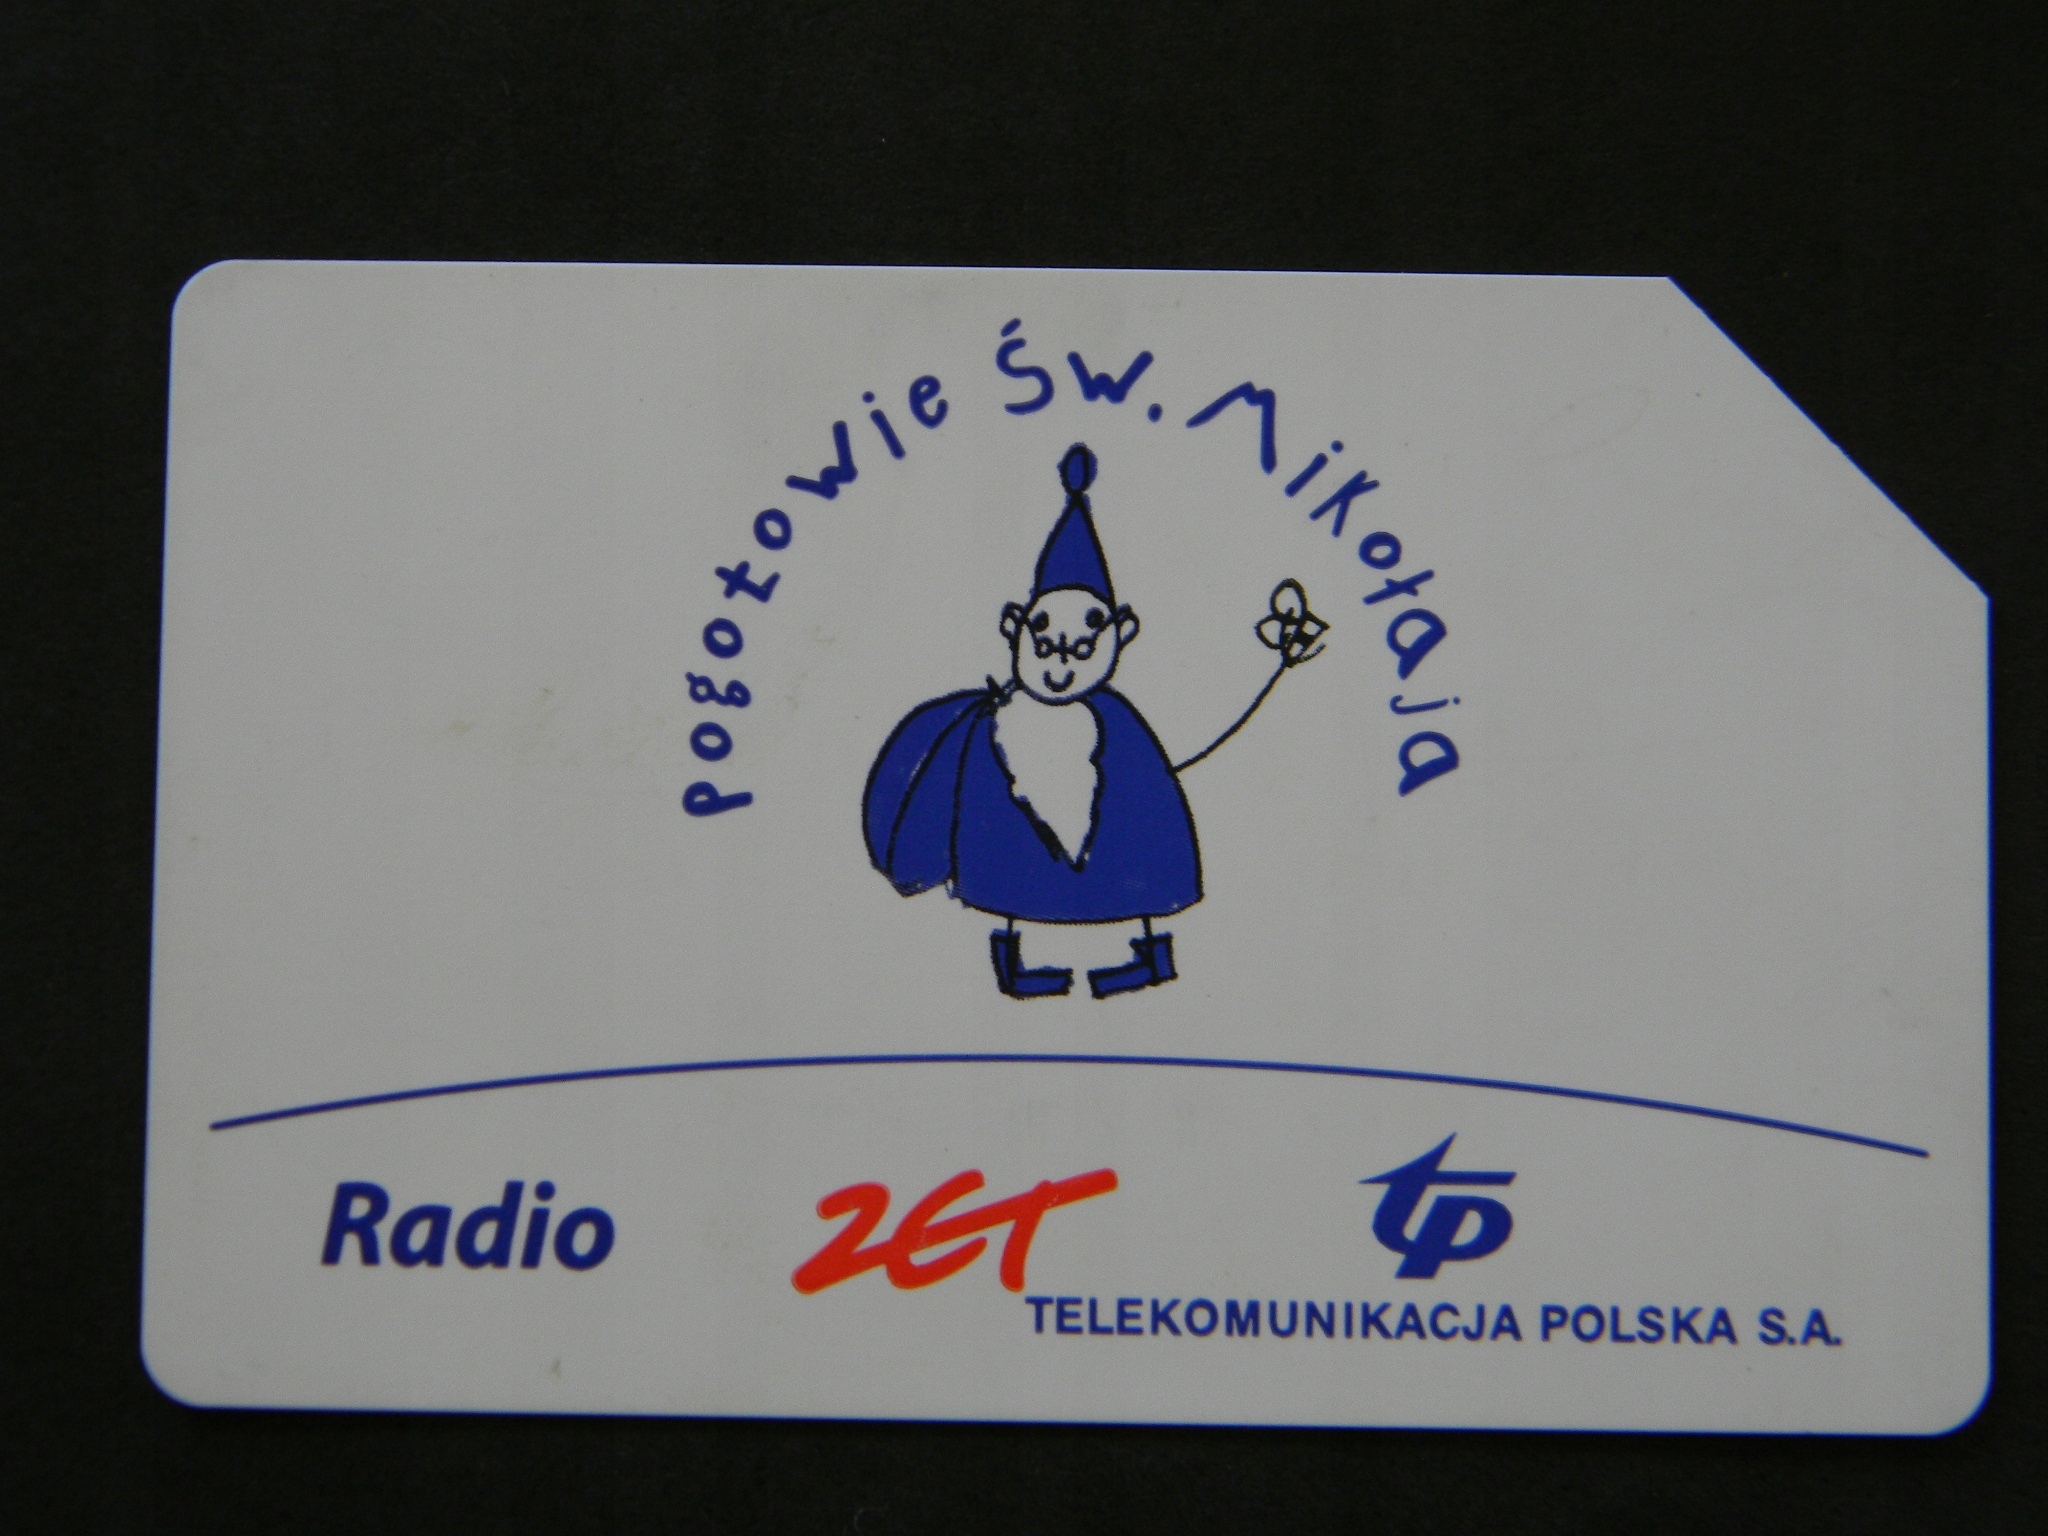 pogotowie Św. Mikołaja
Radio ZET
tp
TELEKOMUNIKACJA POLSKA S.A.